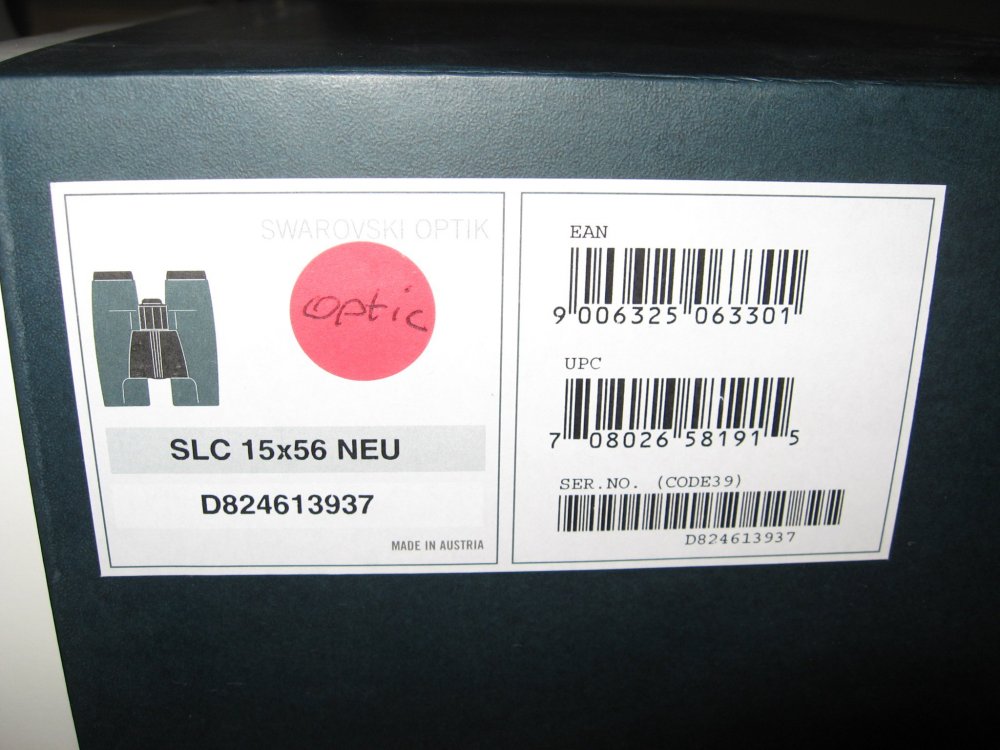 SWAROVSKI OPTIK
optic
SLC 15x56 NEU
D824613937
MADE IN AUSTRIA
EAN
9 006325 063301
UPC
7 08026 58191 5
SER.NO. (CODE39)
D824613937